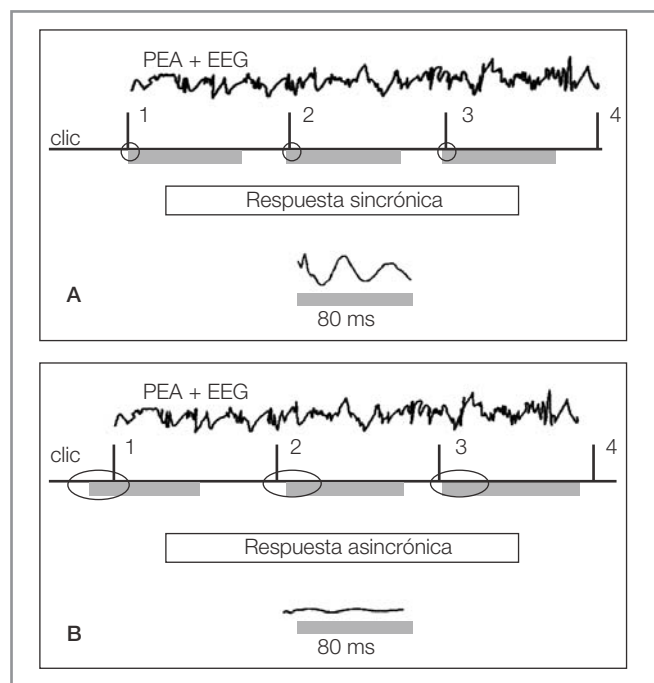 PEA + EEG
1 2 3 4
clic
Respuesta sincrónica
A
80 ms
PEA + EEG
1 2 3 4
clic
Respuesta asincrónica
B
80 ms